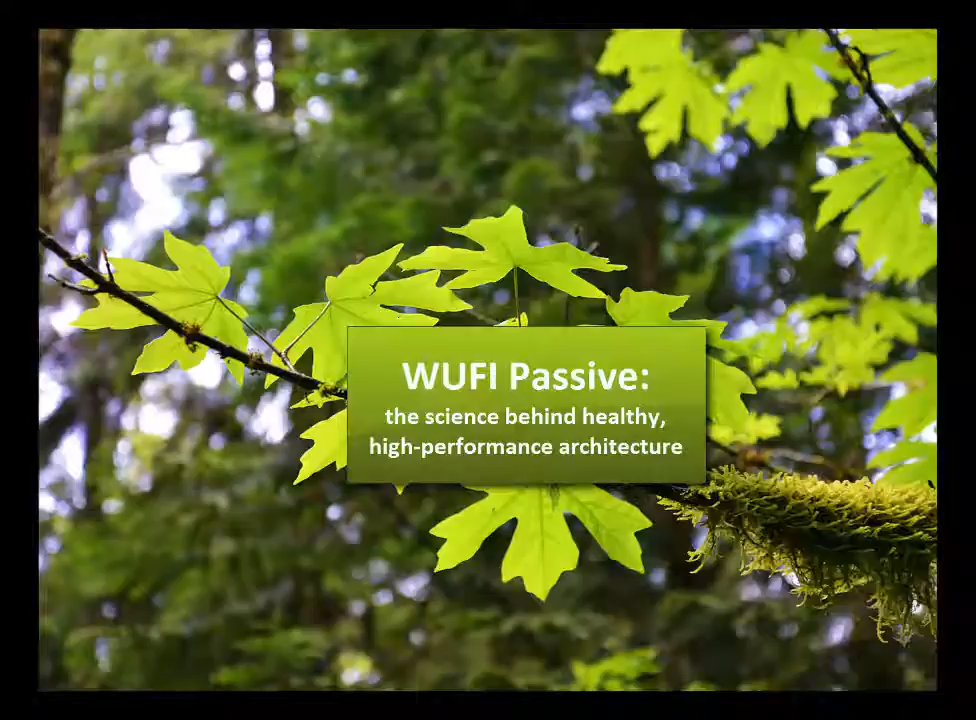 WUFI Passive:
the science behind healthy,
high-performance architecture